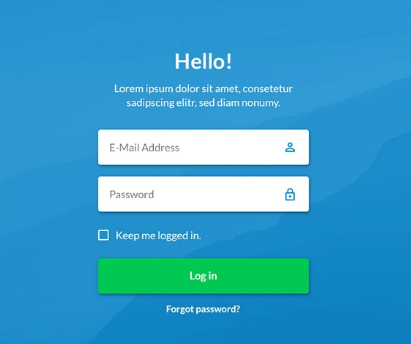 Hello!
Lorem ipsum dolor sit amet, consetetur
sadipscing elitr, sed diam nonumy.
E-Mail Address
Password
Keep me logged in.
Log in
Forgot password?